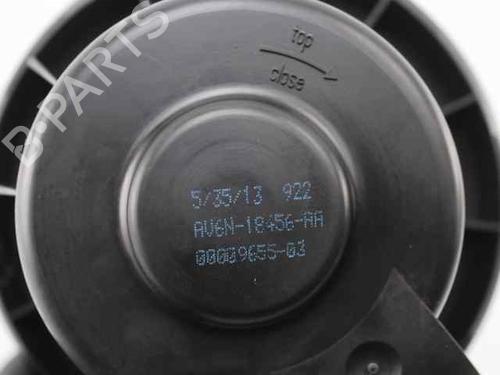 B-PARTS
top
close
5/35/13 922
AV6N-18456-AA
00009655-03